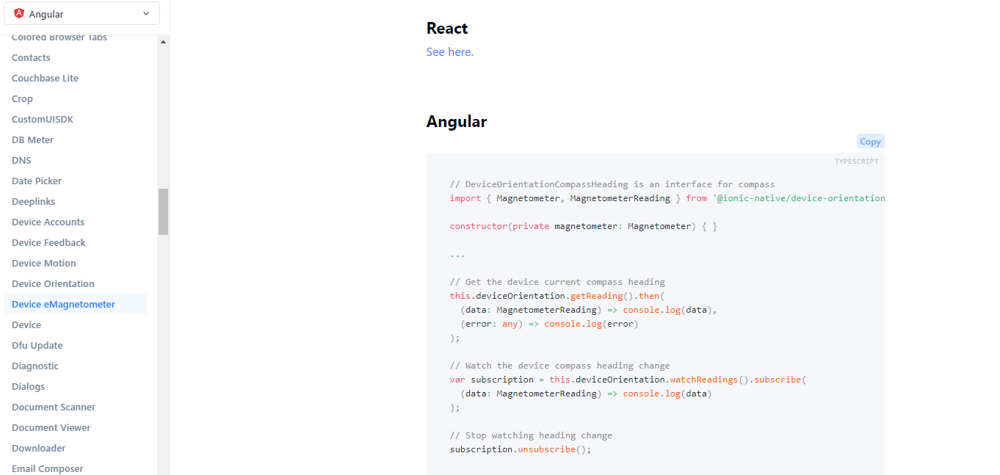 Angular
Colored Browser Tabs
Contacts
Couchbase Lite
Crop
CustomUISDK
DB Meter
DNS
Date Picker
Deeplinks
Device Accounts
Device Feedback
Device Motion
Device Orientation
Device eMagnetometer
Device
Dfu Update
Diagnostic
Dialogs
Document Scanner
Document Viewer
Downloader
Email Composer
React
See here.
Angular
Copy
TYPESCRIPT
// DeviceOrientationCompassHeading is an interface for compass
import { Magnetometer, MagnetometerReading } from '@ionic-native/device-orientation
constructor(private magnetometer: Magnetometer) { }
...
// Get the device current compass heading
this.deviceOrientation.getReading().then(
(data: MagnetometerReading) => console.log(data),
(error: any) => console.log(error)
);
// Watch the device compass heading change
var subscription = this.deviceOrientation.watchReadings().subscribe(
(data: MagnetometerReading) => console.log(data)
);
// Stop watching heading change
subscription.unsubscribe();